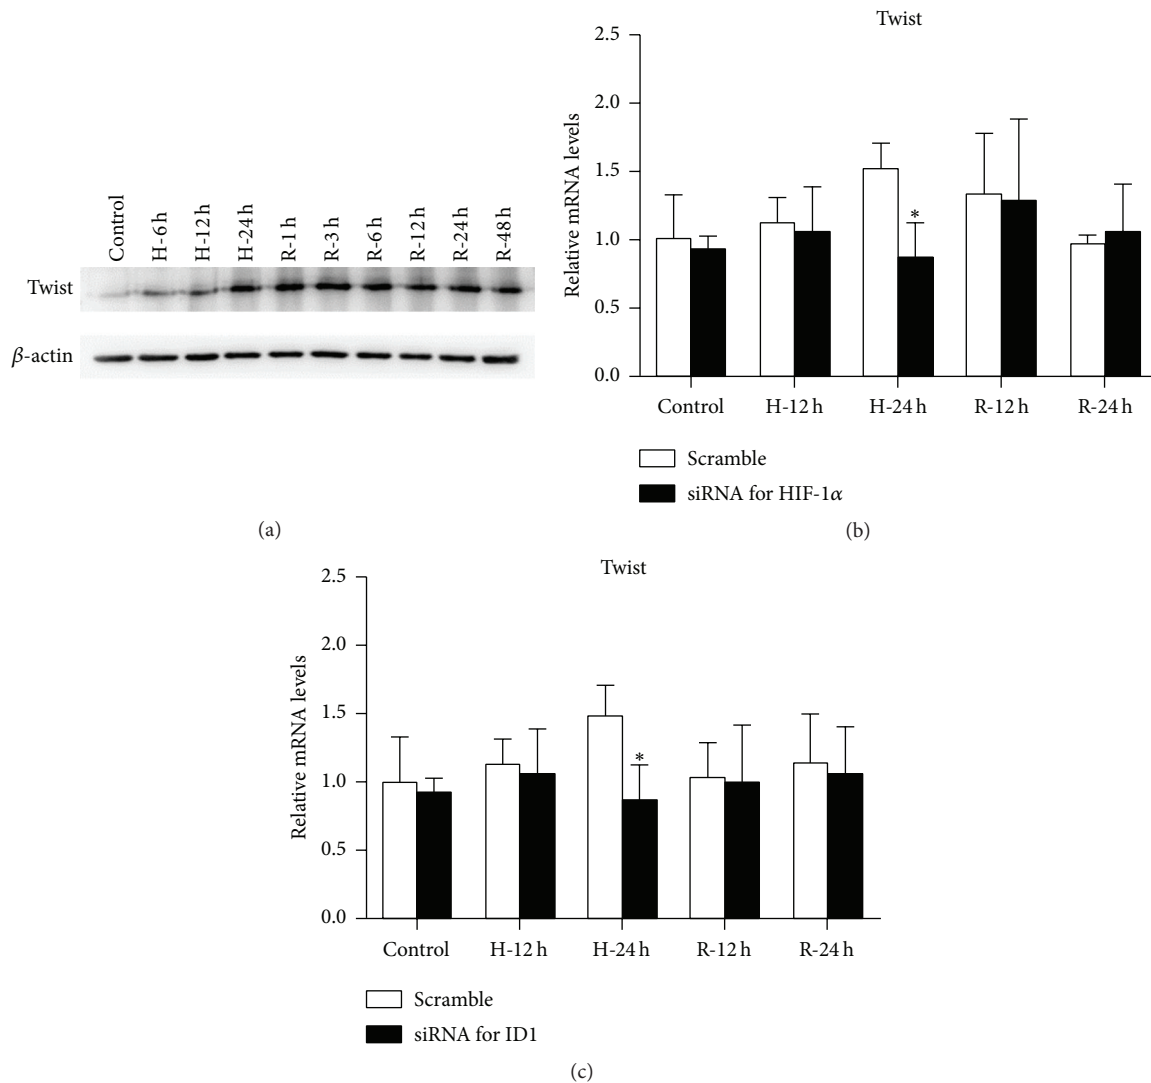 Control
H-6 h
H-12 h
H-24 h
R-1 h
R-3 h
R-6 h
R-12 h
R-24 h
R-48 h
Twist
β-actin
(a)
Twist
Relative mRNA levels
2.5
2.0
1.5
1.0
0.5
0.0
*
Control H-12 h H-24 h R-12 h R-24 h
Scramble
siRNA for HIF-1α
(b)
Twist
Relative mRNA levels
2.5
2.0
1.5
1.0
0.5
0.0
*
Control H-12 h H-24 h R-12 h R-24 h
Scramble
siRNA for ID1
(c)